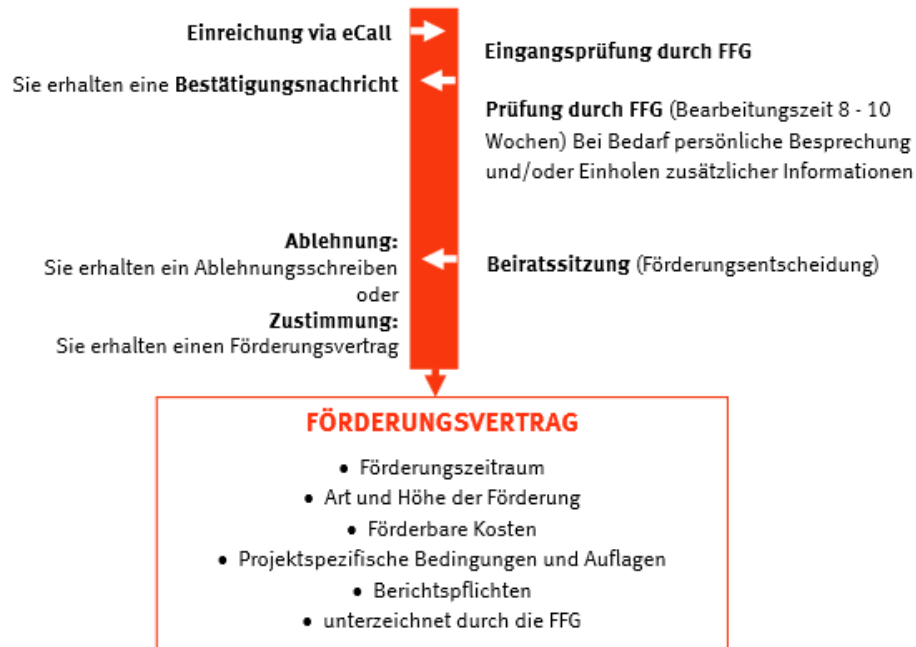 Einreichung via eCall
Eingangsprüfung durch FFG
Sie erhalten eine Bestätigungsnachricht
Prüfung durch FFG (Bearbeitungszeit 8 - 10
Wochen) Bei Bedarf persönliche Besprechung
und/oder Einholen zusätzlicher Informationen
Ablehnung:
Sie erhalten ein Ablehnungsschreiben
oder
Zustimmung:
Sie erhalten einen Förderungsvertrag
Beiratssitzung (Förderungsentscheidung)
FÖRDERUNGSVERTRAG
• Förderungszeitraum
• Art und Höhe der Förderung
• Förderbare Kosten
• Projektspezifische Bedingungen und Auflagen
• Berichtspflichten
• unterzeichnet durch die FFG